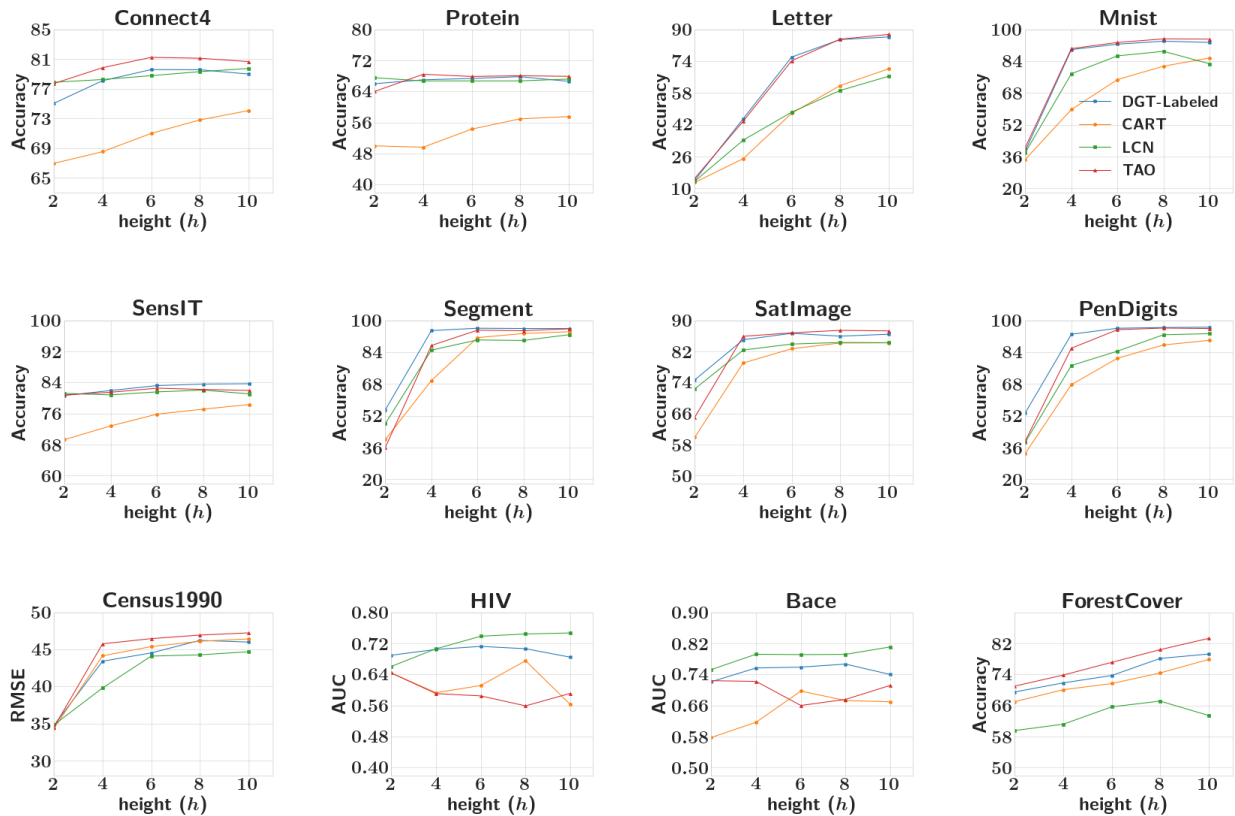 Connect4
85
81
77
73
69
65
Accuracy
2 4 6 8 10
height (h)
Protein
80
72
64
56
48
40
Accuracy
2 4 6 8 10
height (h)
Letter
90
74
58
42
26
10
Accuracy
2 4 6 8 10
height (h)
Mnist
100
84
68
52
36
20
Accuracy
DGT-Labeled
CART
LCN
TAO
2 4 6 8 10
height (h)
SensIT
100
92
84
76
68
60
Accuracy
2 4 6 8 10
height (h)
Segment
100
84
68
52
36
20
Accuracy
2 4 6 8 10
height (h)
SatImage
90
82
74
66
58
50
Accuracy
2 4 6 8 10
height (h)
PenDigits
100
84
68
52
36
20
Accuracy
2 4 6 8 10
height (h)
Census1990
50
45
40
35
30
RMSE
2 4 6 8 10
height (h)
HIV
0.80
0.72
0.64
0.56
0.48
0.40
AUC
2 4 6 8 10
height (h)
Bace
0.90
0.82
0.74
0.66
0.58
0.50
AUC
2 4 6 8 10
height (h)
ForestCover
82
74
66
58
50
Accuracy
2 4 6 8 10
height (h)